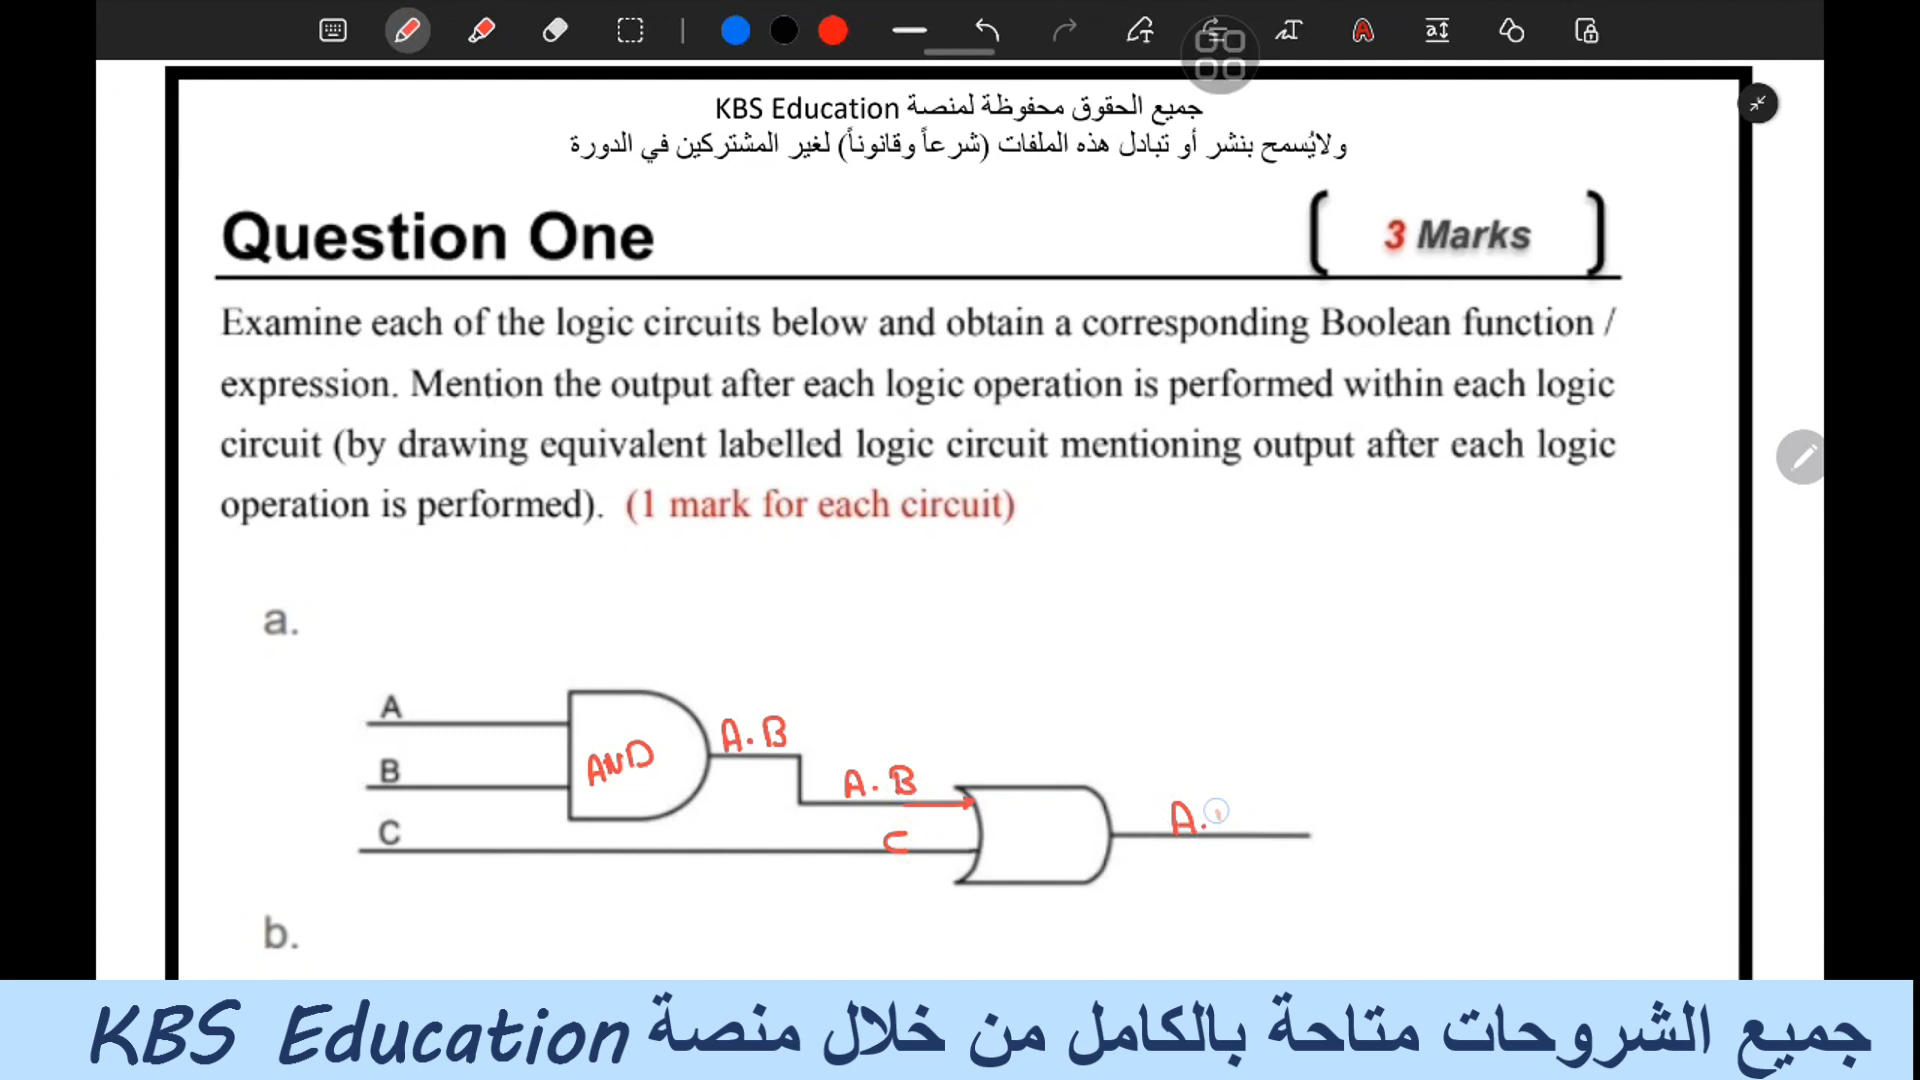 جميع الحقوق محفوظة لمنصة KBS Education
ولايُسمح بنشر أو تبادل هذه الملفات (شرعاً وقانوناً) لغير المشتركين في الدورة
Question One
3 Marks
Examine each of the logic circuits below and obtain a corresponding Boolean function /
expression. Mention the output after each logic operation is performed within each logic
circuit (by drawing equivalent labelled logic circuit mentioning output after each logic
operation is performed). (1 mark for each circuit)
a.
A
B
C
AND
A.B
A.B
C
A.
b.
جميع الشروحات متاحة بالكامل من خلال منصة KBS Education